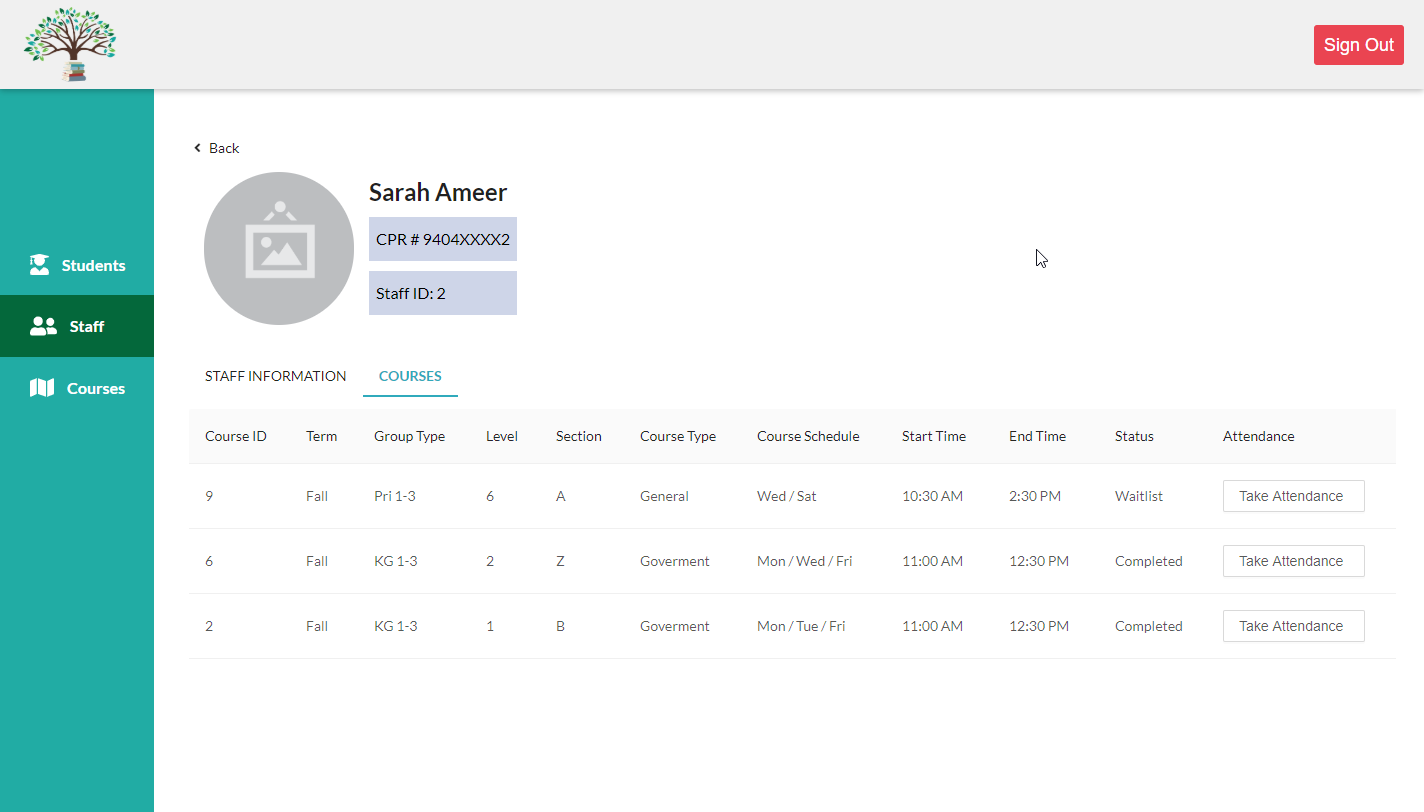 Sign Out
Back
Sarah Ameer
CPR # 9404XXXX2
Staff ID: 2
Students
Staff
Courses
STAFF INFORMATION COURSES
Course ID Term Group Type Level Section Course Type Course Schedule Start Time End Time Status Attendance
9 Fall Pri 1-3 6 A General Wed / Sat 10:30 AM 2:30 PM Waitlist Take Attendance
6 Fall KG 1-3 2 Z Goverment Mon / Wed / Fri 11:00 AM 12:30 PM Completed Take Attendance
2 Fall KG 1-3 1 B Goverment Mon / Tue / Fri 11:00 AM 12:30 PM Completed Take Attendance